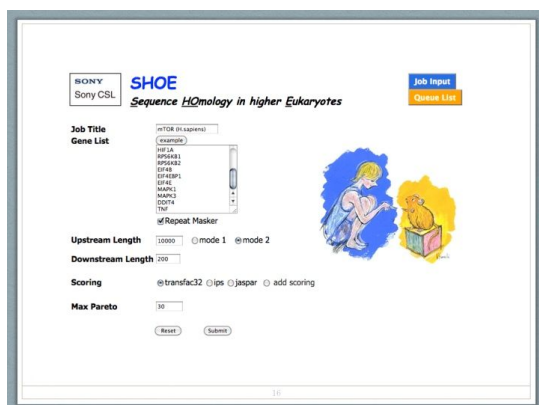 SONY
Sony CSL
SHOE
Sequence HOmology in higher Eukaryotes
Job Input
Queue List
Job Title mTOR (H.sapiens)
Gene List example
HIF1A
RPS6KB1
RPS6KB2
EIF4B
EIF4EBP1
EIF4E
MAPK1
MAPK3
DDIT4
TNF
Repeat Masker
Upstream Length 10000 mode 1 mode 2
Downstream Length 200
Scoring transfac32 ips jaspar add scoring
Max Pareto 30
Reset Submit
16